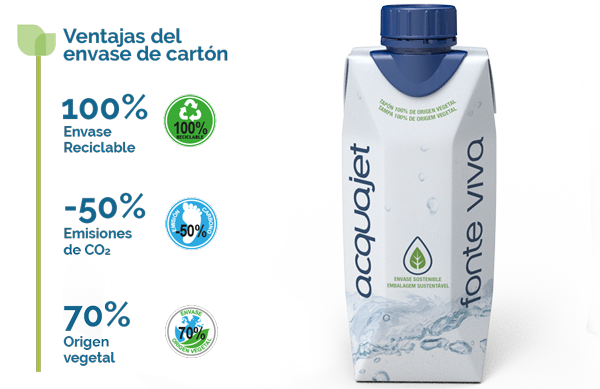 Ventajas del
envase de cartón
100%
Envase
Reciclable
100%
RECICLABLE
-50%
Emisiones
de CO₂
EMISIÓN CARBONO
-50%
70%
Origen
vegetal
ENVASE
70%
ORIGEN VEGETAL
TAPÓN 100% DE ORIGEN VEGETAL
TAMPA 100% DE ORIGEM VEGETAL
acquajet
fonte viva
ENVASE SOSTENIBLE
EMBALAGEM SUSTENTÁVEL